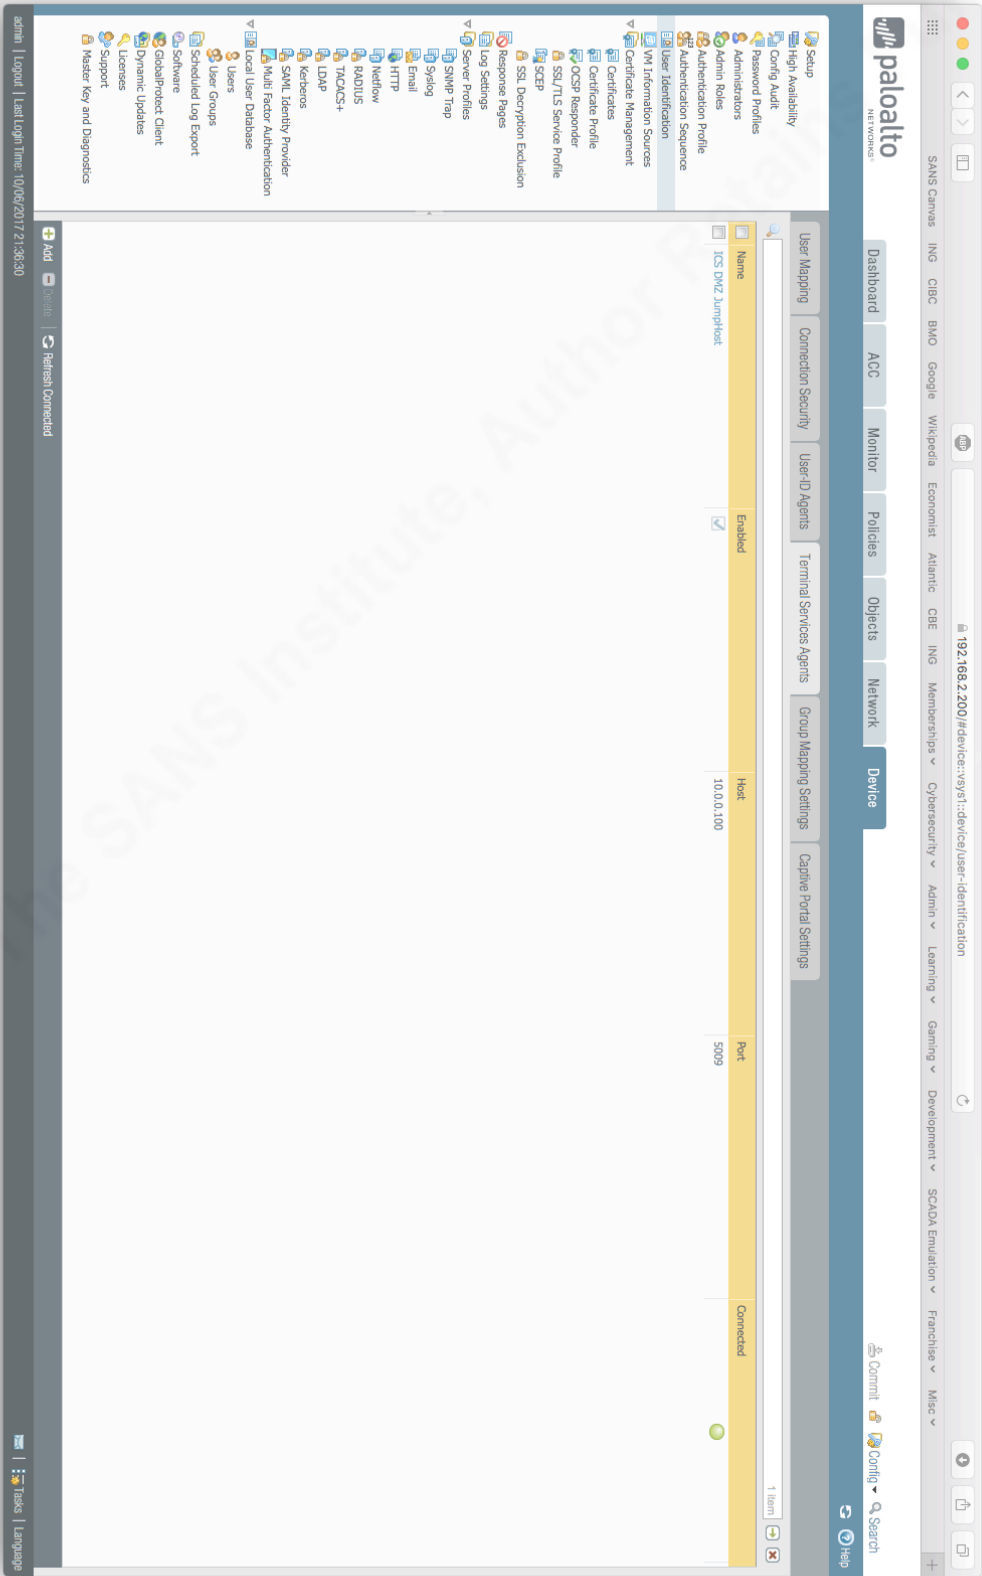 192.168.2.200/#device::vsys1::device/user-identification
SANS Canvas ING CIBC BMO Google Wikipedia Economist Atlantic CBE ING Memberships Cybersecurity Admin Learning Gaming Development SCADA Emulation Franchise Misc
ABP
paloalto
NETWORKS
Dashboard ACC Monitor Policies Objects Network Device
Commit Config Search
Help
Setup
High Availability
Config Audit
Password Profiles
Administrators
Admin Roles
Authentication Profile
Authentication Sequence
User Identification
VM Information Sources
Certificate Management
Certificates
Certificate Profile
OCSP Responder
SSL/TLS Service Profile
SCEP
SSL Decryption Exclusion
Response Pages
Log Settings
Server Profiles
SNMP Trap
Syslog
Email
HTTP
Netflow
RADIUS
TACACS+
LDAP
Kerberos
SAML Identity Provider
Multi Factor Authentication
Local User Database
Users
User Groups
Scheduled Log Export
Software
GlobalProtect Client
Dynamic Updates
Licenses
Support
Master Key and Diagnostics
User Mapping Connection Security User-ID Agents Terminal Services Agents Group Mapping Settings Captive Portal Settings
1 item
Name Enabled Host Port Connected
ICS DMZ JumpHost 10.0.0.100 5009
Add Delete Refresh Connected
admin | Logout | Last Login Time: 10/06/2017 21:36:30
Tasks | Language
The SANS Institute, Author Retains